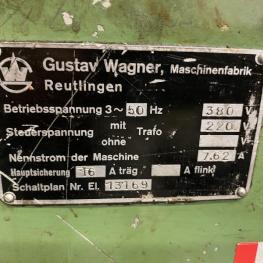 Gustav Wagner, Maschinenfabrik
Reutlingen
Betriebsspannung 3~ 50 Hz 380 V
Steuerspannung mit Trafo 220 V
ohne V
Nennstrom der Maschine 7.62 A
Hauptsicherung 16 A träg A flink
Schaltplan Nr. El. 13169